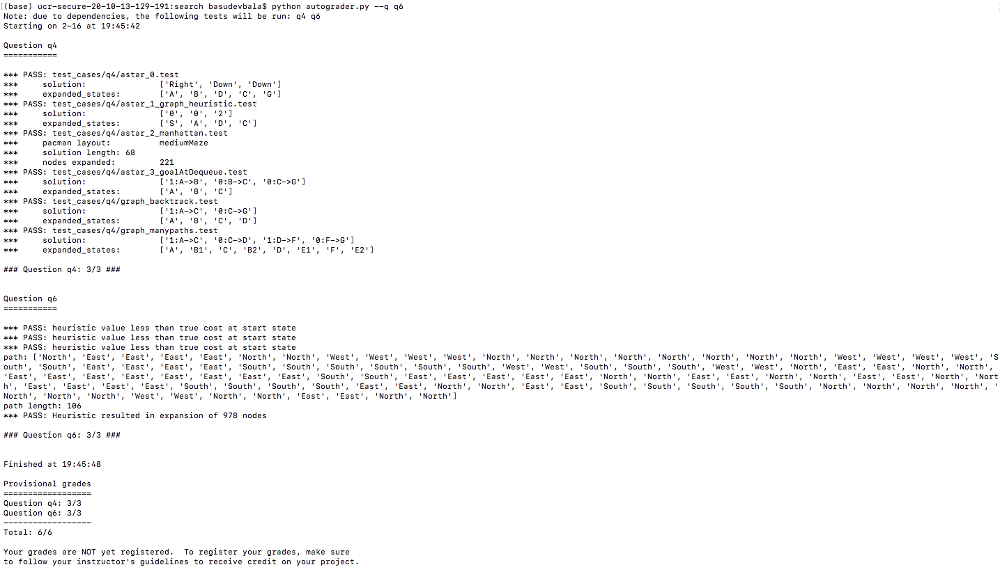 (base) ucr-secure-20-10-13-129-191:search basudevbala$ python autograder.py --q q6
Note: due to dependencies, the following tests will be run: q4 q6
Starting on 2-16 at 19:45:42
Question q4
===========
*** PASS: test_cases/q4/astar_0.test
***     solution:               ['Right', 'Down', 'Down']
***     expanded_states:        ['A', 'B', 'D', 'C', 'G']
*** PASS: test_cases/q4/astar_1_graph_heuristic.test
***     solution:               ['0', '0', '2']
***     expanded_states:        ['S', 'A', 'D', 'C']
*** PASS: test_cases/q4/astar_2_manhattan.test
***     pacman layout:          mediumMaze
***     solution length: 68
***     nodes expanded:         221
*** PASS: test_cases/q4/astar_3_goalAtDequeue.test
***     solution:               ['1:A->B', '0:B->C', '0:C->G']
***     expanded_states:        ['A', 'B', 'C']
*** PASS: test_cases/q4/graph_backtrack.test
***     solution:               ['1:A->C', '0:C->G']
***     expanded_states:        ['A', 'B', 'C', 'D']
*** PASS: test_cases/q4/graph_manypaths.test
***     solution:               ['1:A->C', '0:C->D', '1:D->F', '0:F->G']
***     expanded_states:        ['A', 'B1', 'C', 'B2', 'D', 'E1', 'F', 'E2']
### Question q4: 3/3 ###
Question q6
===========
*** PASS: heuristic value less than true cost at start state
*** PASS: heuristic value less than true cost at start state
*** PASS: heuristic value less than true cost at start state
path: ['North', 'East', 'East', 'East', 'East', 'North', 'North', 'West', 'West', 'West', 'West', 'North', 'North', 'North', 'North', 'North', 'North', 'North', 'North', 'West', 'West', 'West', 'West', 'S
outh', 'South', 'East', 'East', 'East', 'East', 'South', 'South', 'South', 'South', 'South', 'South', 'West', 'West', 'South', 'South', 'South', 'West', 'West', 'North', 'East', 'East', 'North', 'North',
'East', 'East', 'East', 'East', 'East', 'East', 'East', 'South', 'South', 'East', 'East', 'East', 'East', 'East', 'North', 'North', 'East', 'East', 'North', 'North', 'East', 'East', 'North', 'North', 'Nort
h', 'East', 'East', 'East', 'East', 'South', 'South', 'South', 'South', 'East', 'East', 'North', 'North', 'East', 'East', 'South', 'South', 'South', 'South', 'South', 'North', 'North', 'North', 'North', '
North', 'North', 'North', 'West', 'West', 'North', 'North', 'East', 'East', 'North', 'North']
path length: 106
*** PASS: Heuristic resulted in expansion of 978 nodes
### Question q6: 3/3 ###
Finished at 19:45:48
Provisional grades
==================
Question q4: 3/3
Question q6: 3/3
------------------
Total: 6/6
Your grades are NOT yet registered.  To register your grades, make sure
to follow your instructor's guidelines to receive credit on your project.